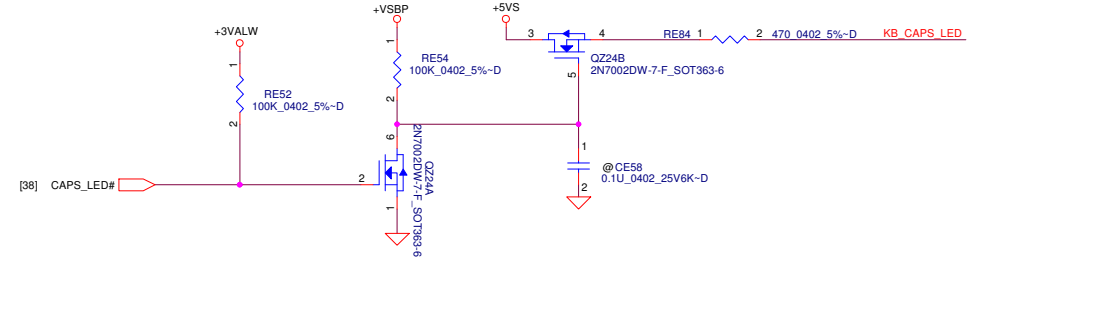 +VSBP
+5VS
+3VALW
3
4
RE84
1
2
470_0402_5%~D
KB_CAPS_LED
1
RE54
100K_0402_5%~D
2
QZ24B
2N7002DW-7-F_SOT363-6
5
1
RE52
100K_0402_5%~D
2
6
2N7002DW-7-F_SOT363-6
QZ24A
1
@CE58
0.1U_0402_25V6K~D
2
[38]
CAPS_LED#
2
1